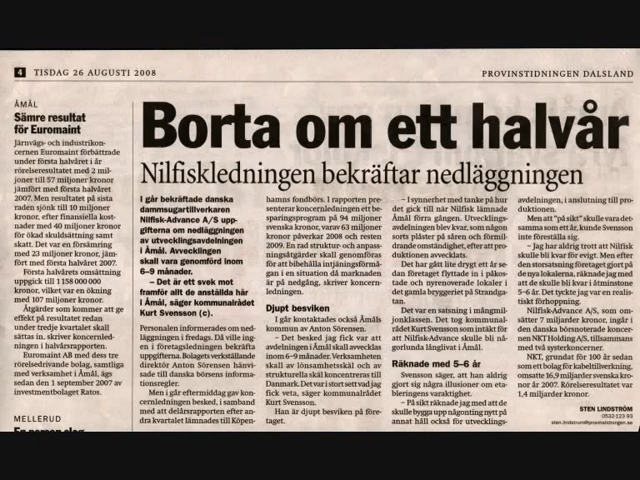 4 TISDAG 26 AUGUSTI 2008
PROVINSTIDNINGEN DALSLAND
ÅMÅL
Sämre resultat
för Euromaint
Järnvägs- och industrikon-
cernen Euromaint förbättrade
under första halvåret i år
rörelseresultatet med 2 mil-
joner till 57 miljoner kronor
jämfört med första halvåret
2007. Men resultatet på sista
raden sjönk till 10 miljoner
kronor, efter finansiella kost-
nader med 40 miljoner kronor
för ökad skuldsättning samt
skatt. Det var en försämring
med 23 miljoner kronor, jäm-
fört med första halvåret 2007.
Första halvårets omsättning
uppgick till 1 158 000 000
kronor, vilket var en ökning
med 107 miljoner kronor.
Åtgärder som kommer att ge
effekt på resultatet redan
under tredje kvartalet skall
sättas in, skriver koncernled-
ningen i halvårsrapporten.
Euromaint AB med dess tre
rörelsedrivande bolag, samtliga
med verksamhet i Åmål, ägs
sedan den 1 september 2007 av
investmentbolaget Ratos.
MELLERUD
Borta om ett halvår
Nilfiskledningen bekräftar nedläggningen
I går bekräftade danska
dammsugartillverkaren
Nilfisk-Advance A/S upp-
gifterna om nedläggningen
av utvecklingsavdelningen
i Åmål. Avvecklingen
skall vara genomförd inom
6–9 månader.
– Det är ett svek mot
framför allt de anställda här
i Åmål, säger kommunalrådet
Kurt Svensson (c).
Personalen informerades om ned-
läggningen i fredags. Då ville ing-
en i företagsledningen bekräfta
uppgifterna. Bolagets verkställande
direktör Anton Sörensen hänvi-
sade till danska börsens informa-
tionsregler.
Men i går eftermiddag gav kon-
cernledningen besked, i samband
med att delårsrapporten efter an-
dra kvartalet lämnades till Köpen-
hamns fondbörs. I rapporten pre-
senterar koncernledningen ett be-
sparingsprogram på 94 miljoner
svenska kronor, varav 63 miljoner
kronor påverkar 2008 och resten
2009. En rad struktur- och anpass-
ningsåtgärder skall genomföras
för att bibehålla intjäningsförmå-
gan i en situation då marknaden
är på nedgång, skriver koncern-
ledningen.
Djupt besviken
I går kontaktades också Åmåls
kommun av Anton Sörensen.
– Det besked jag fick var att
avdelningen i Åmål skall avvecklas
inom 6–9 månader. Verksamheten
skall av lönsamhetsskäl och av
strukturella skäl koncentreras till
Danmark. Det var i stort sett vad jag
fick veta, säger kommunalrådet
Kurt Svensson.
Han är djupt besviken på före-
taget.
– I synnerhet med tanke på hur
det gick till när Nilfisk lämnade
Åmål förra gången. Utvecklings-
avdelningen blev kvar, som någon
sorts plåster på såren och förmil-
drande omständighet, efter att pro-
duktionen avvecklats.
Det har gått lite drygt ett år se-
dan företaget flyttade in i påkos-
tade och nyrenoverade lokaler i
det gamla bryggeriet på Strandga-
tan.
Det var en satsning i mångmil-
jonklassen. Det tog kommunal-
rådet Kurt Svensson som intäkt för
att Nilfisk-Advance skulle bli nå-
gorlunda långlivat i Åmål.
Räknade med 5–6 år
Svensson säger, att han aldrig
gjort sig några illusioner om eta-
bleringens varaktighet.
– På sikt räknade jag med att de
skulle bygga upp någonting nytt på
annat håll också för utvecklings-
avdelningen, i anslutning till pro-
duktionen.
Men att ”på sikt” skulle vara det-
samma som ett år, kunde Svensson
inte föreställa sig.
– Jag har aldrig trott att Nilfisk
skulle bli kvar för evigt. Men efter
den storsatsning företaget gjort på
de nya lokalerna, räknade jag med
att de skulle bli kvar i åtminstone
5–6 år. Det tyckte jag var en realis-
tisk förhoppning.
Nilfisk-Advance A/S, som om-
sätter 7 miljarder kronor, ingår i
den danska börsnoterade koncer-
nen NKT Holding A/S, tillsammans
med två systerkoncerner.
NKT, grundat för 100 år sedan
som ett bolag för kabeltillverkning,
omsatte 16,9 miljarder svenska kro-
nor år 2007. Rörelseresultatet var
1,4 miljarder kronor.
STEN LINDSTRÖM
0532-123 93
sten.lindstrom@provinstidningen.se